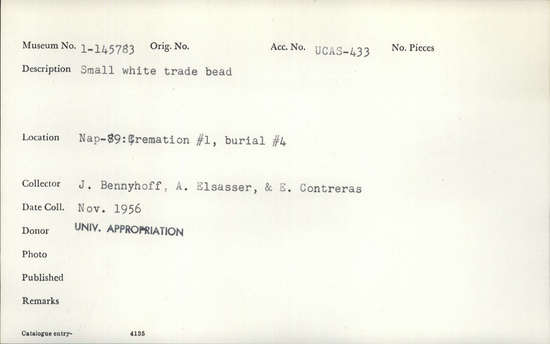 Museum No. 1-145783 Orig. No. Acc. No. UCAS-433 No. Pieces
Description Small white trade bead
Location Nap-89:Cremation #1, burial #4
Collector J. Bennyhoff, A. Elsasser, & E. Contreras
Date Coll. Nov. 1956
Donor UNIV. APPROPRIATION
Photo
Published
Remarks
Catalogue entry- 4135